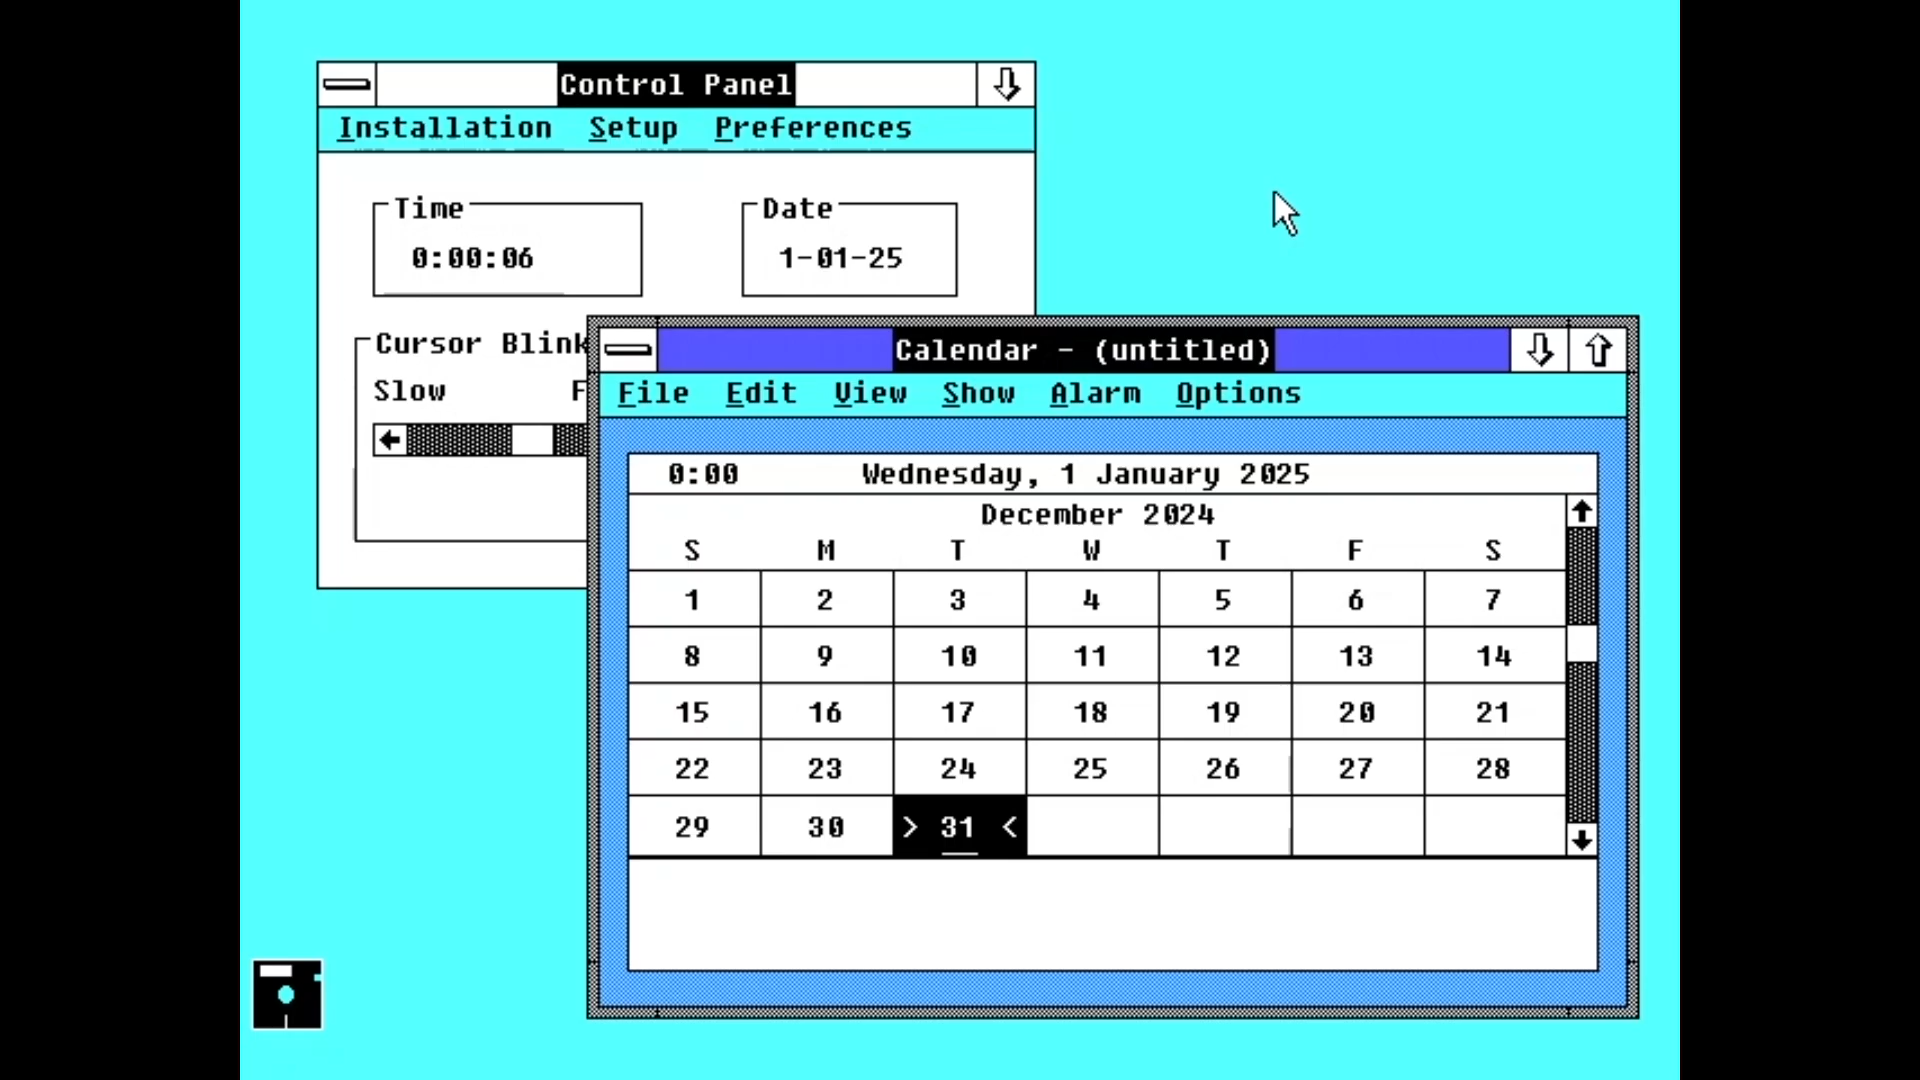 Control Panel
Installation Setup Preferences
Time
0:00:06
Date
1-01-25
Cursor Blink
Slow F
Calendar - (untitled)
File Edit View Show Alarm Options
0:00 Wednesday, 1 January 2025
December 2024
S M T W T F S
1 2 3 4 5 6 7
8 9 10 11 12 13 14
15 16 17 18 19 20 21
22 23 24 25 26 27 28
29 30 > 31 <